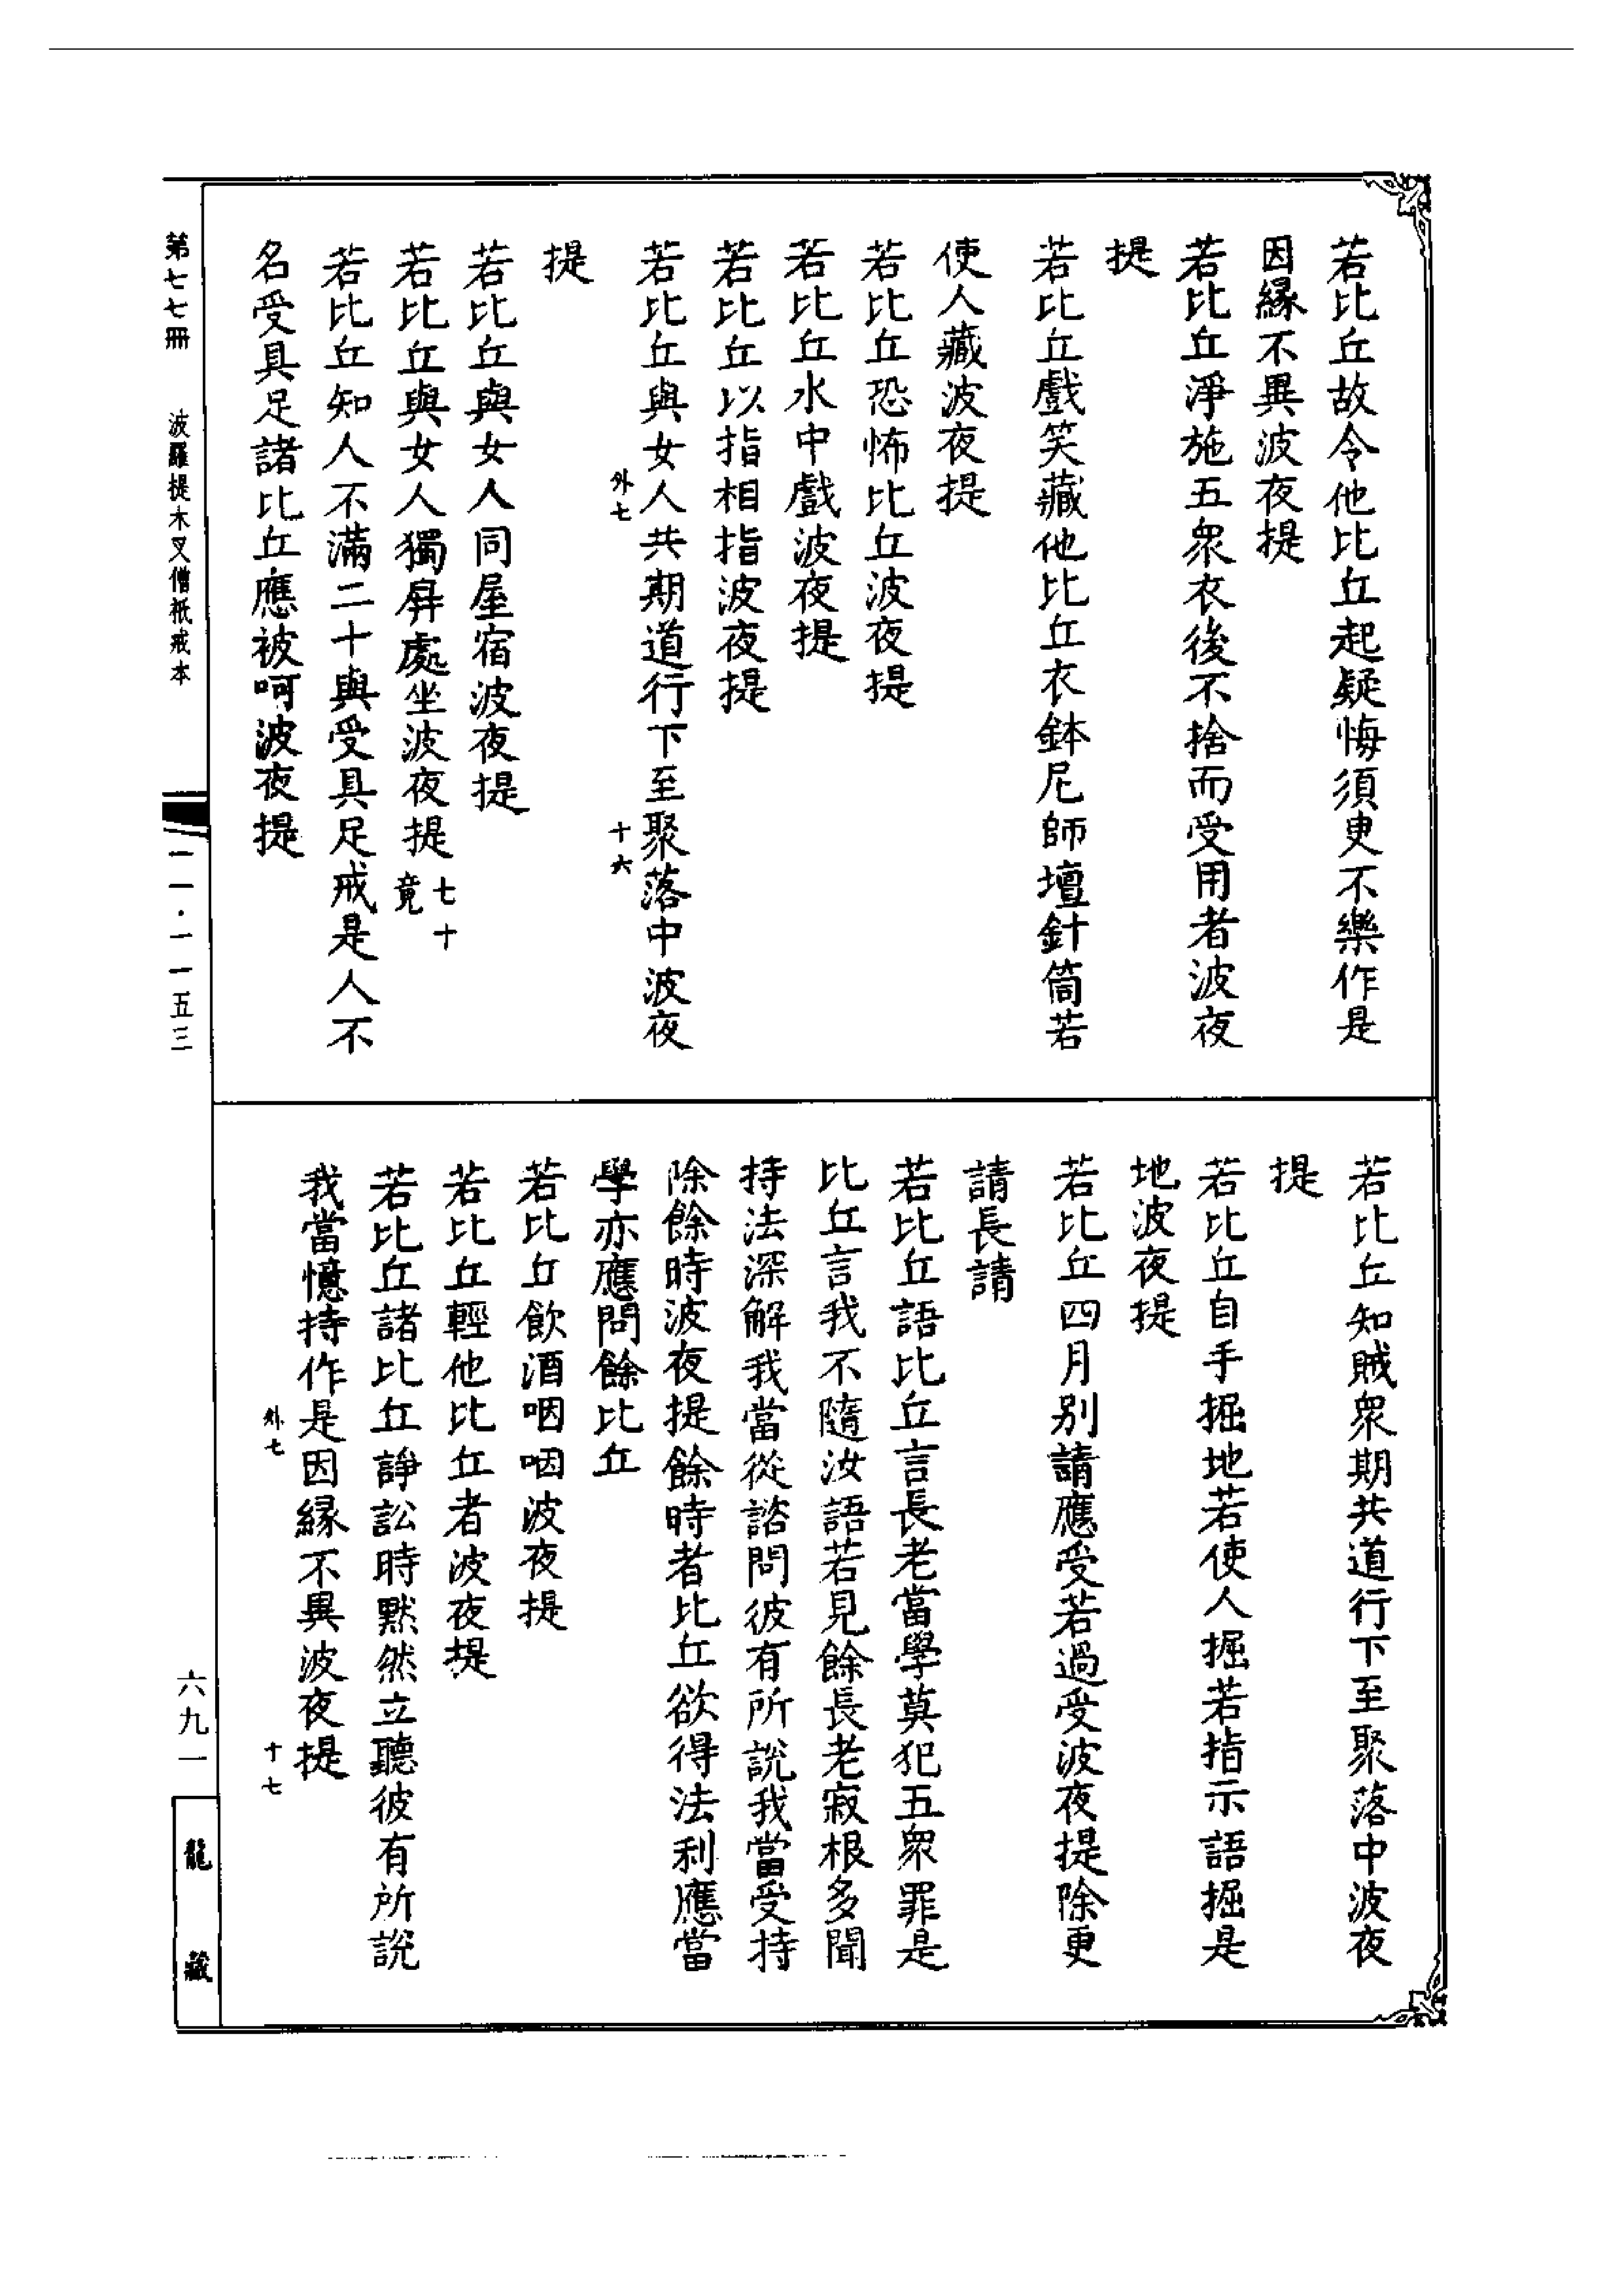 若比丘故令他比丘起疑悔須臾不樂作是
因緣不異波夜提
若比丘淨施五衆衣後不捨而受用者波夜
提
若比丘戲笑藏他比丘衣鉢尼師壇針筒若
使人藏波夜提
若比丘恐怖比丘波夜提
若比丘水中戲波夜提
若比丘以指相指波夜提
若比丘與女人共期道行下至聚落中波夜
外七 十六
提
若比丘與女人同屋宿波夜提
若比丘與女人獨屏處坐波夜提七十竟
若比丘知人不滿二十與受具足戒是人不
名受具足諸比丘應被呵波夜提
第七七冊 波羅提木叉僧祇戒本
一一·一一五三
若比丘知賊衆期共道行下至聚落中波夜
提
若比丘自手掘地若使人掘若指示語掘是
地波夜提
若比丘四月別請應受若過受波夜提除更
請長請
若比丘語比丘言長老當學莫犯五衆罪是
比丘言我不隨汝語若見餘長老寂根多聞
持法深解我當從諮問彼有所說我當受持
除餘時波夜提餘時者比丘欲得法利應當
學亦應問餘比丘
若比丘飲酒咽咽波夜提
若比丘輕他比丘者波夜提
若比丘諸比丘諍訟時默然立聽彼有所說
我當憶持作是因緣不異波夜提
外七 十七
六九一
龍藏